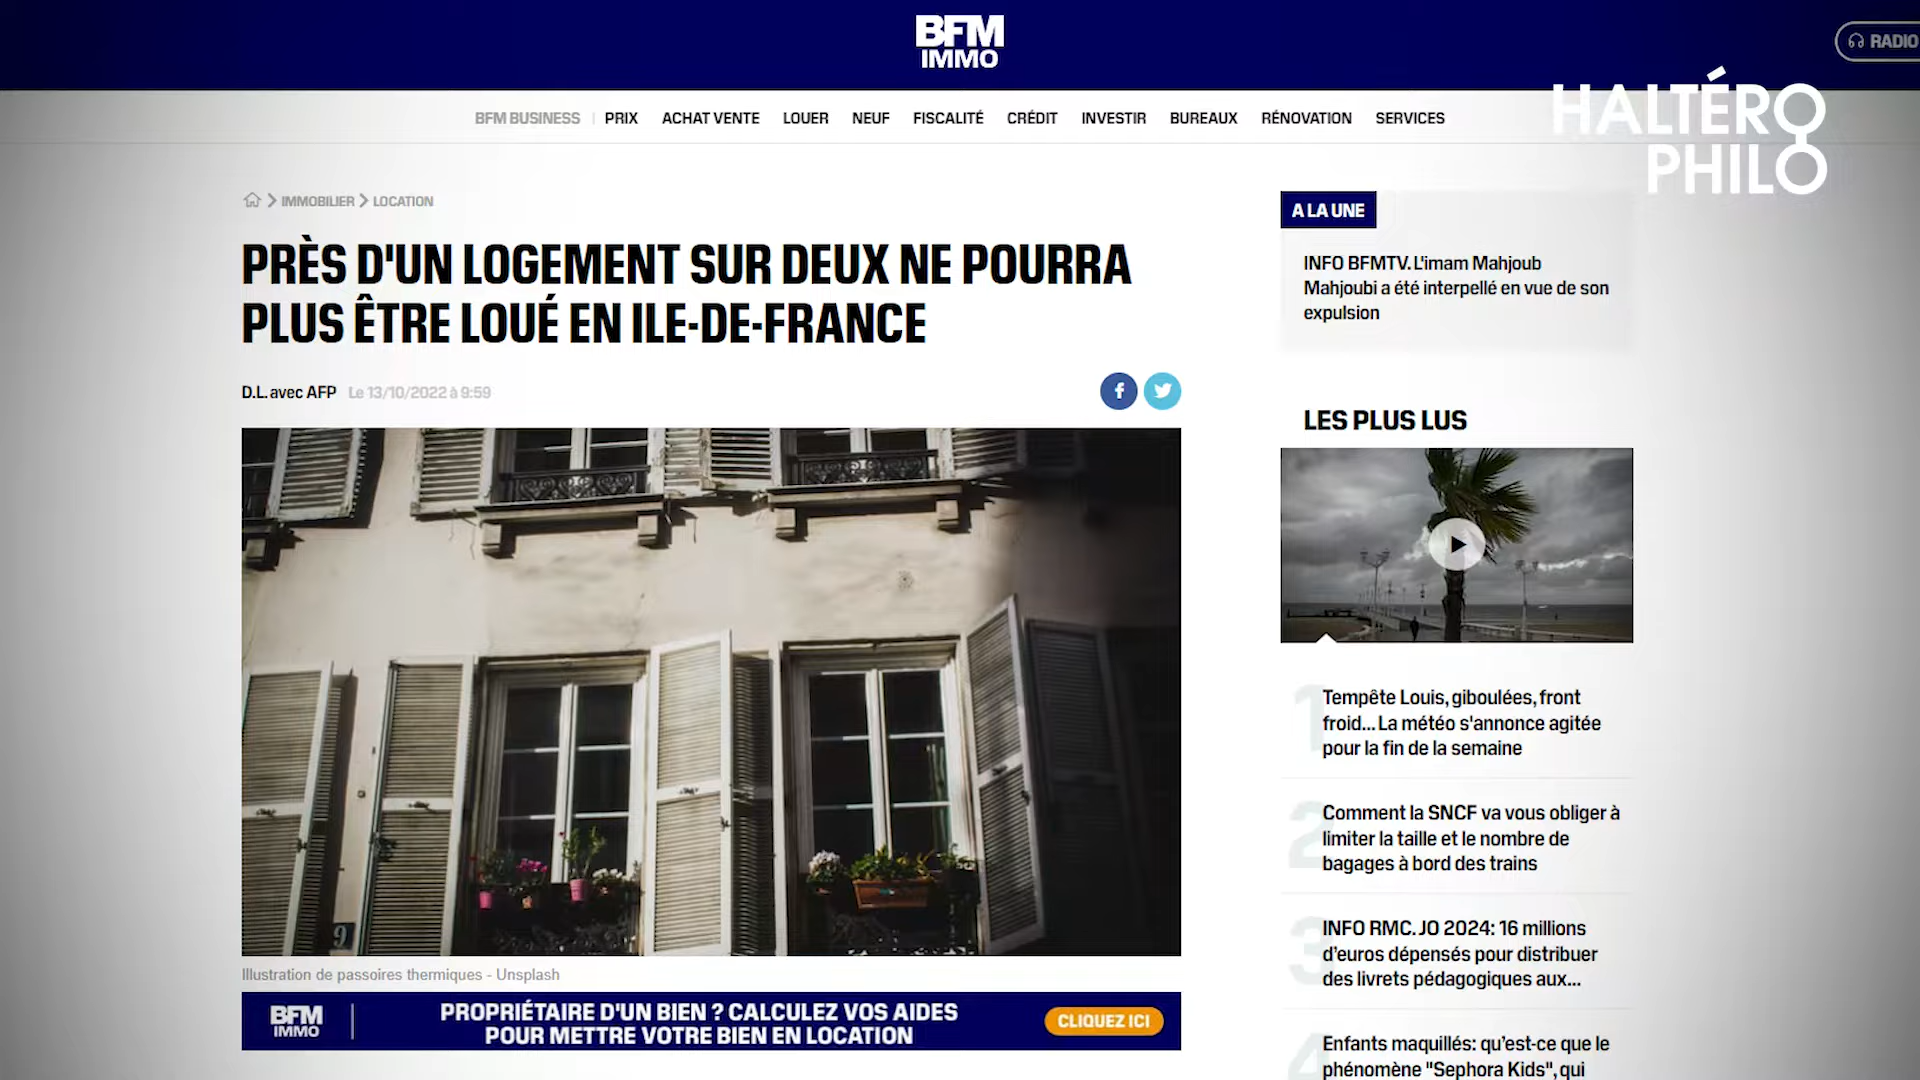 BFM
IMMO
RADIO
HALTÉRO
PHILO
BFM BUSINESS PRIX ACHAT VENTE LOUER NEUF FISCALITÉ CRÉDIT INVESTIR BUREAUX RÉNOVATION SERVICES
IMMOBILIER LOCATION
PRÈS D'UN LOGEMENT SUR DEUX NE POURRA
PLUS ÊTRE LOUÉ EN ILE-DE-FRANCE
D.L. avec AFP Le 13/10/2022 à 9:59
9
Illustration de passoires thermiques - Unsplash
BFM
IMMO
PROPRIÉTAIRE D'UN BIEN ? CALCULEZ VOS AIDES
POUR METTRE VOTRE BIEN EN LOCATION
CLIQUEZ ICI
A LA UNE
INFO BFMTV. L'imam Mahjoub
Mahjoubi a été interpellé en vue de son
expulsion
LES PLUS LUS
1
Tempête Louis, giboulées, front
froid... La météo s'annonce agitée
pour la fin de la semaine
2
Comment la SNCF va vous obliger à
limiter la taille et le nombre de
bagages à bord des trains
3
INFO RMC. JO 2024: 16 millions
d'euros dépensés pour distribuer
des livrets pédagogiques aux...
4
Enfants maquillés: qu'est-ce que le
phénomène "Sephora Kids", qui